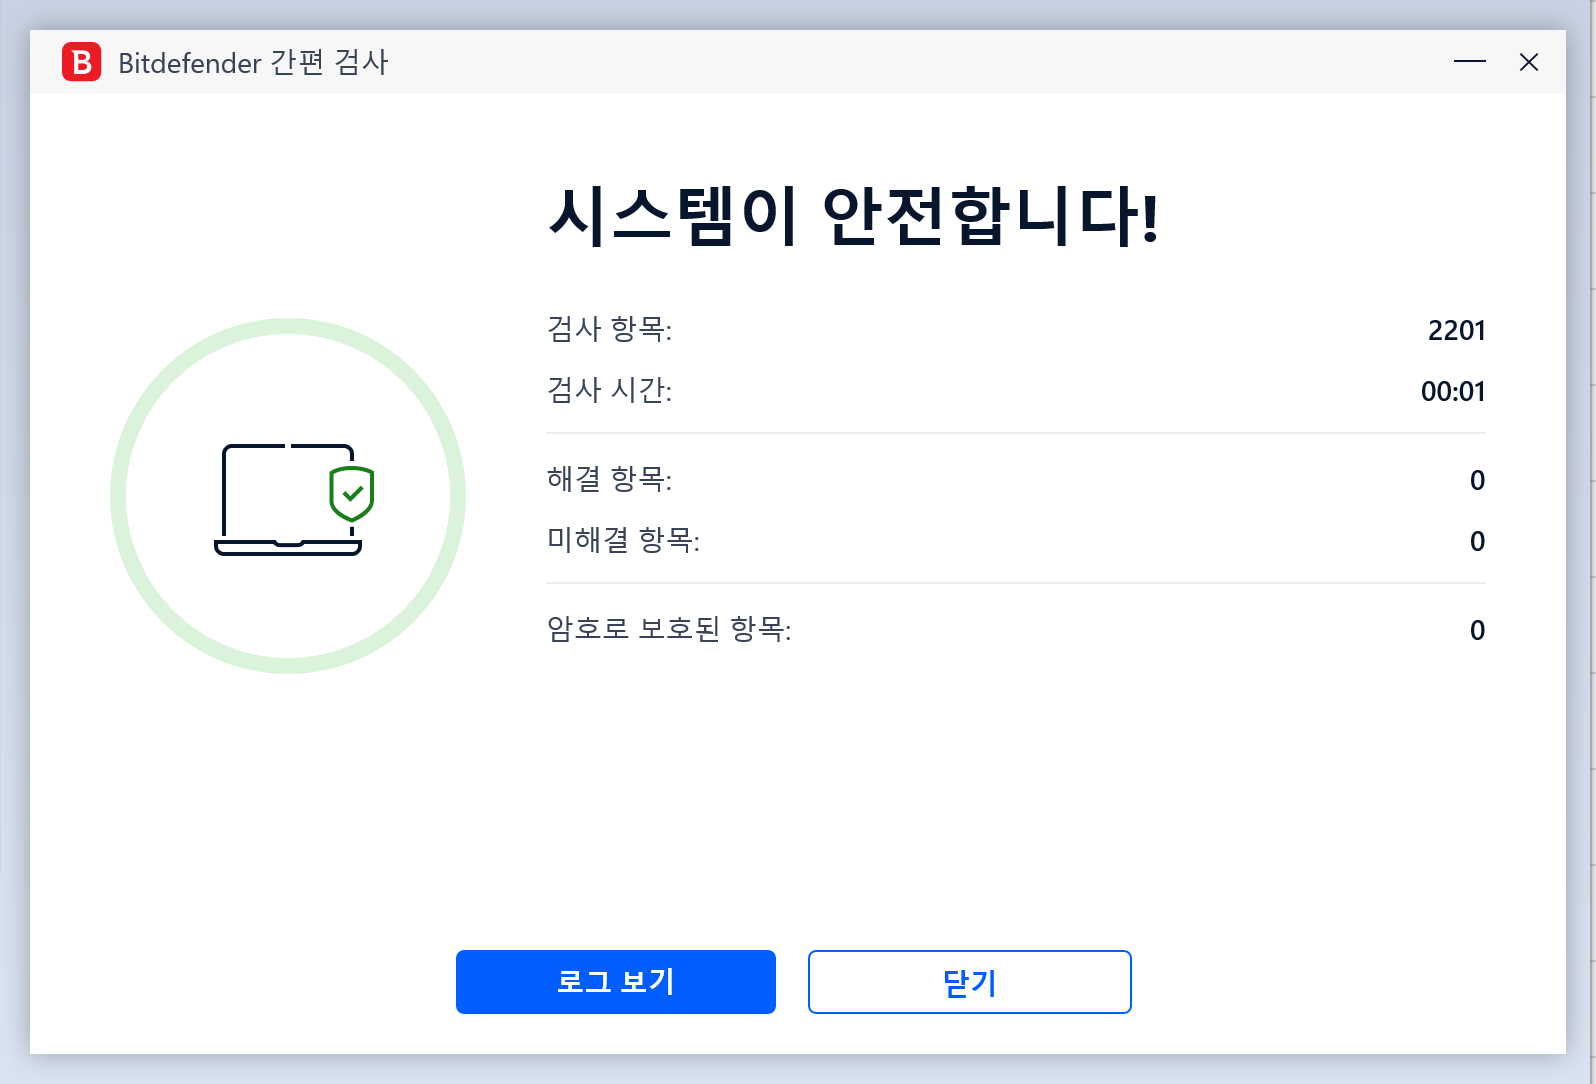 B Bitdefender 간편 검사
시스템이 안전합니다!
검사 항목: 2201
검사 시간: 00:01
해결 항목: 0
미해결 항목: 0
암호로 보호된 항목: 0
로그 보기 닫기